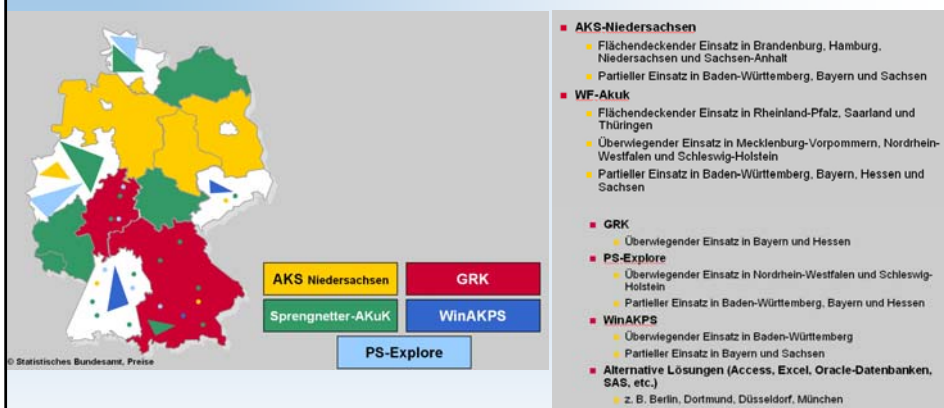 AKS Niedersachsen
GRK
Sprengnetter-AKuK
WinAKPS
PS-Explore
© Statistisches Bundesamt, Preise
AKS-Niedersachsen
Flächendeckender Einsatz in Brandenburg, Hamburg,
Niedersachsen und Sachsen-Anhalt
Partieller Einsatz in Baden-Württemberg, Bayern und Sachsen
WF-Akuk
Flächendeckender Einsatz in Rheinland-Pfalz, Saarland und
Thüringen
Überwiegender Einsatz in Mecklenburg-Vorpommern, Nordrhein-
Westfalen und Schleswig-Holstein
Partieller Einsatz in Baden-Württemberg, Bayern, Hessen und
Sachsen
GRK
Überwiegender Einsatz in Bayern und Hessen
PS-Explore
Überwiegender Einsatz in Nordrhein-Westfalen und Schleswig-
Holstein
Partieller Einsatz in Baden-Württemberg, Bayern und Hessen
WinAKPS
Überwiegender Einsatz in Baden-Württemberg
Partieller Einsatz in Bayern und Sachsen
Alternative Lösungen (Access, Excel, Oracle-Datenbanken,
SAS, etc.)
z. B. Berlin, Dortmund, Düsseldorf, München